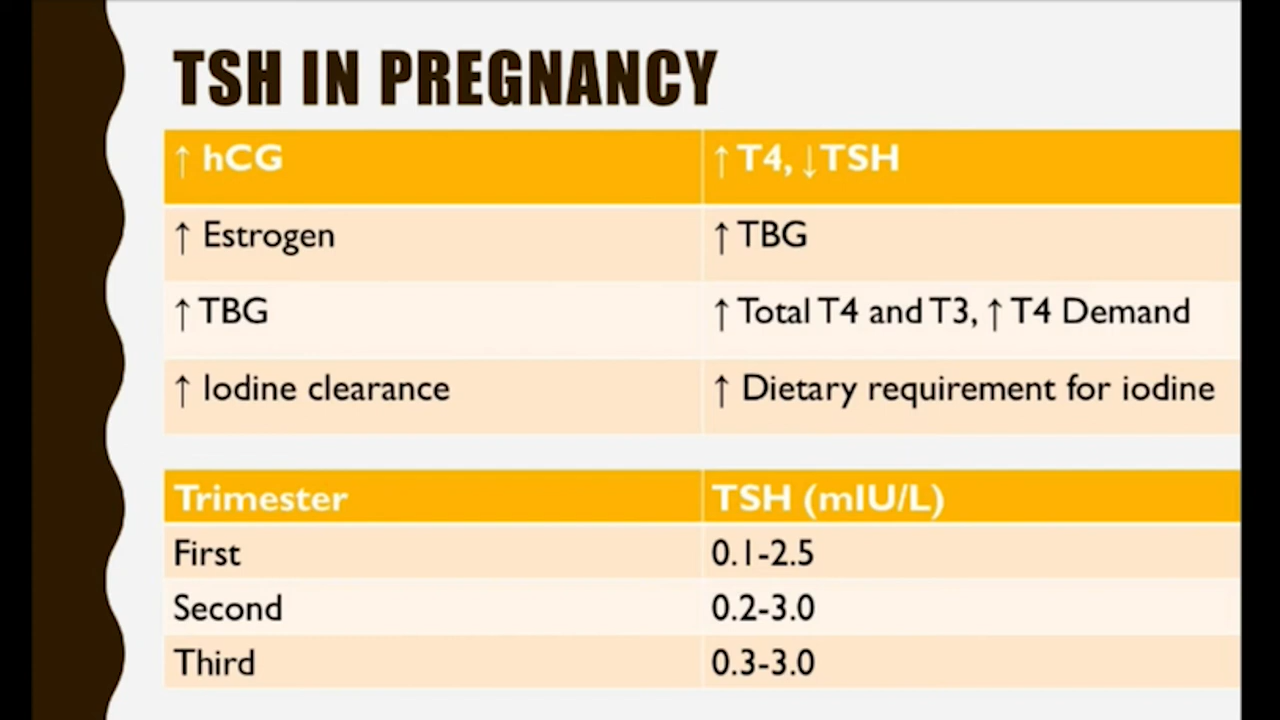 TSH IN PREGNANCY
↑ hCG
↑ T4, ↓TSH
↑ Estrogen
↑ TBG
↑ TBG
↑ Total T4 and T3, ↑ T4 Demand
↑ Iodine clearance
↑ Dietary requirement for iodine
Trimester
TSH (mIU/L)
First
0.1-2.5
Second
0.2-3.0
Third
0.3-3.0